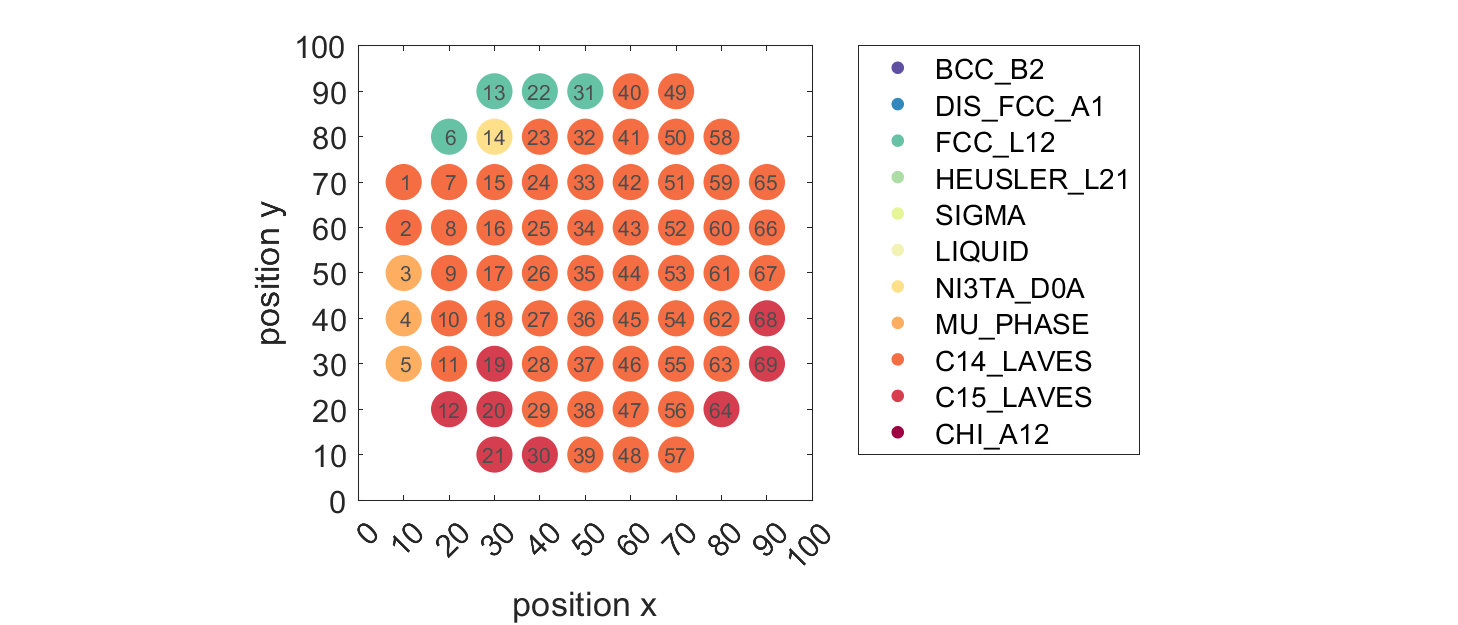 100
90
80
70
60
50
40
30
20
10
0
position y
13 22 31 40 49
6 14 23 32 41 50 58
1 7 15 24 33 42 51 59 65
2 8 16 25 34 43 52 60 66
3 9 17 26 35 44 53 61 67
4 10 18 27 36 45 54 62 68
5 11 19 28 37 46 55 63 69
12 20 29 38 47 56 64
21 30 39 48 57
0 10 20 30 40 50 60 70 80 90 100
position x
BCC_B2
DIS_FCC_A1
FCC_L12
HEUSLER_L21
SIGMA
LIQUID
NI3TA_D0A
MU_PHASE
C14_LAVES
C15_LAVES
CHI_A12